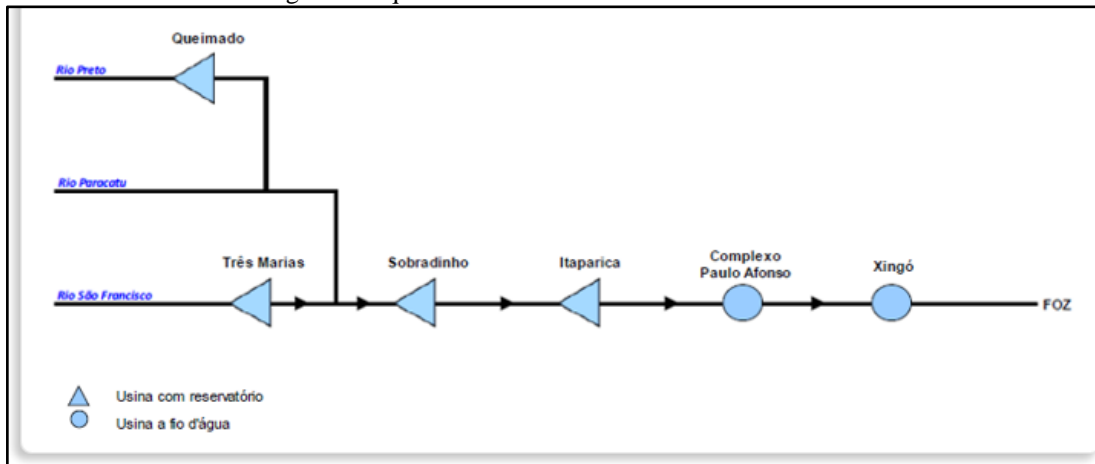 Queimado
Rio Preto
Rio Paracatu
Três Marias
Sobradinho
Itaparica
Complexo
Paulo Afonso
Xingó
Rio São Francisco
FOZ
Usina com reservatório
Usina a fio d'água